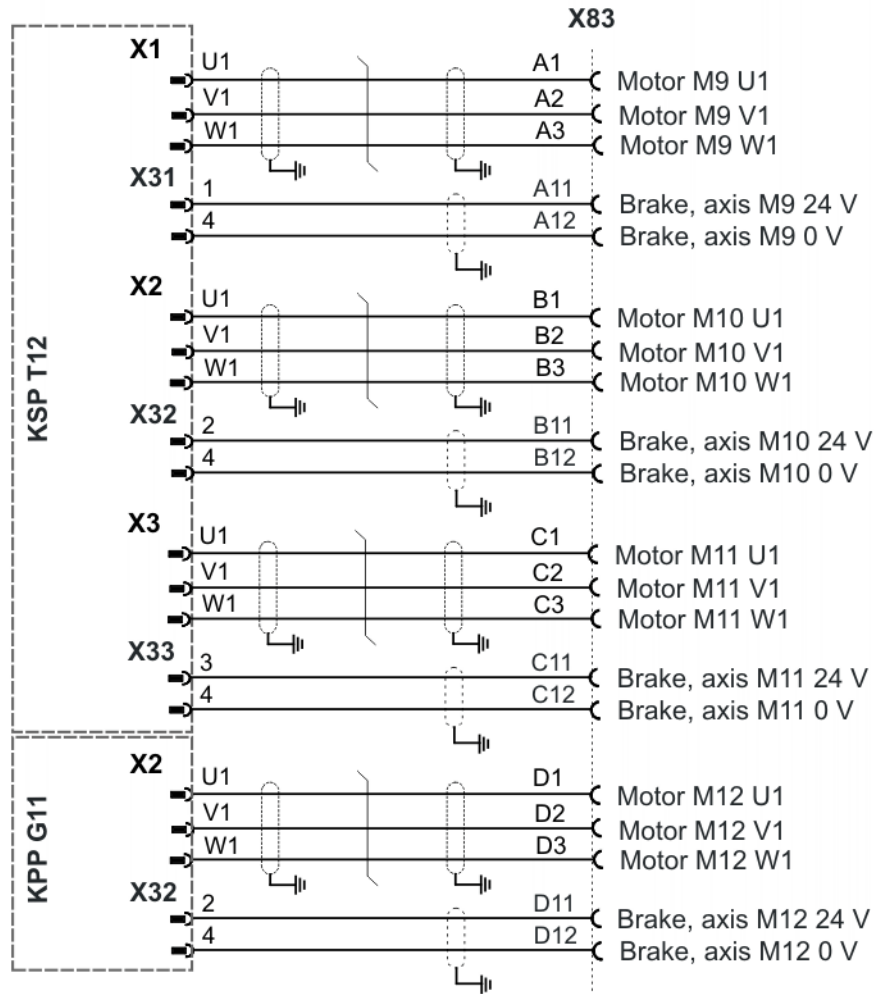 X83
X1
U1 A1 Motor M9 U1
V1 A2 Motor M9 V1
W1 A3 Motor M9 W1
X31
1 A11 Brake, axis M9 24 V
4 A12 Brake, axis M9 0 V
X2
U1 B1 Motor M10 U1
V1 B2 Motor M10 V1
W1 B3 Motor M10 W1
X32
2 B11 Brake, axis M10 24 V
4 B12 Brake, axis M10 0 V
KSP T12
X3
U1 C1 Motor M11 U1
V1 C2 Motor M11 V1
W1 C3 Motor M11 W1
X33
3 C11 Brake, axis M11 24 V
4 C12 Brake, axis M11 0 V
X2
U1 D1 Motor M12 U1
V1 D2 Motor M12 V1
W1 D3 Motor M12 W1
KPP G11
X32
2 D11 Brake, axis M12 24 V
4 D12 Brake, axis M12 0 V